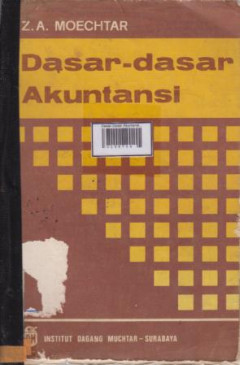 Z.A. MOECHTAR
Dasar-dasar
Akuntansi
INSTITUT DAGANG MUCHTAR – SURABAYA